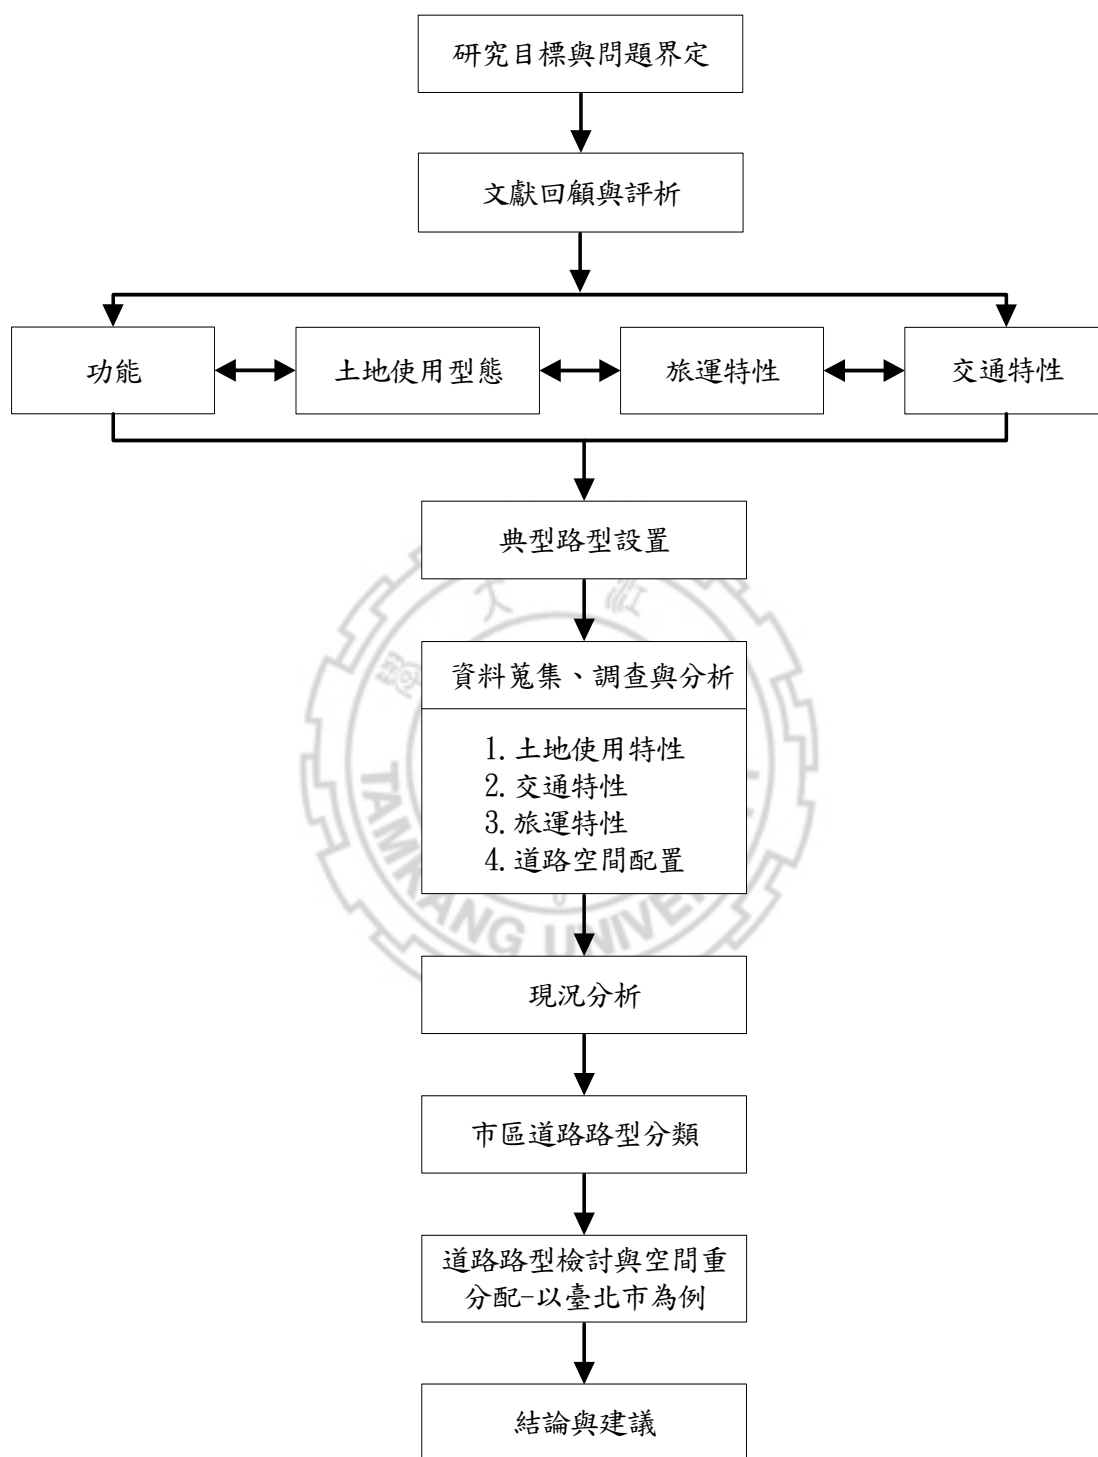 研究目標與問題界定
文獻回顧與評析
功能
土地使用型態
旅運特性
交通特性
典型路型設置
資料蒐集、調查與分析
1.土地使用特性
2.交通特性
3.旅運特性
4.道路空間配置
現況分析
市區道路路型分類
道路路型檢討與空間重
分配-以臺北市為例
結論與建議
TAMKANG UNIVE